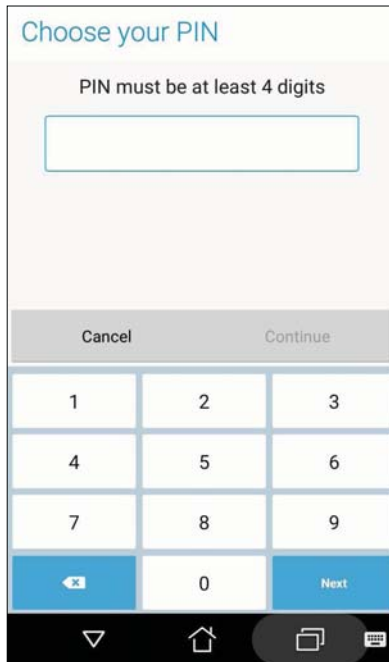 Choose your PIN
PIN must be at least 4 digits
Cancel Continue
1 2 3
4 5 6
7 8 9
0 Next